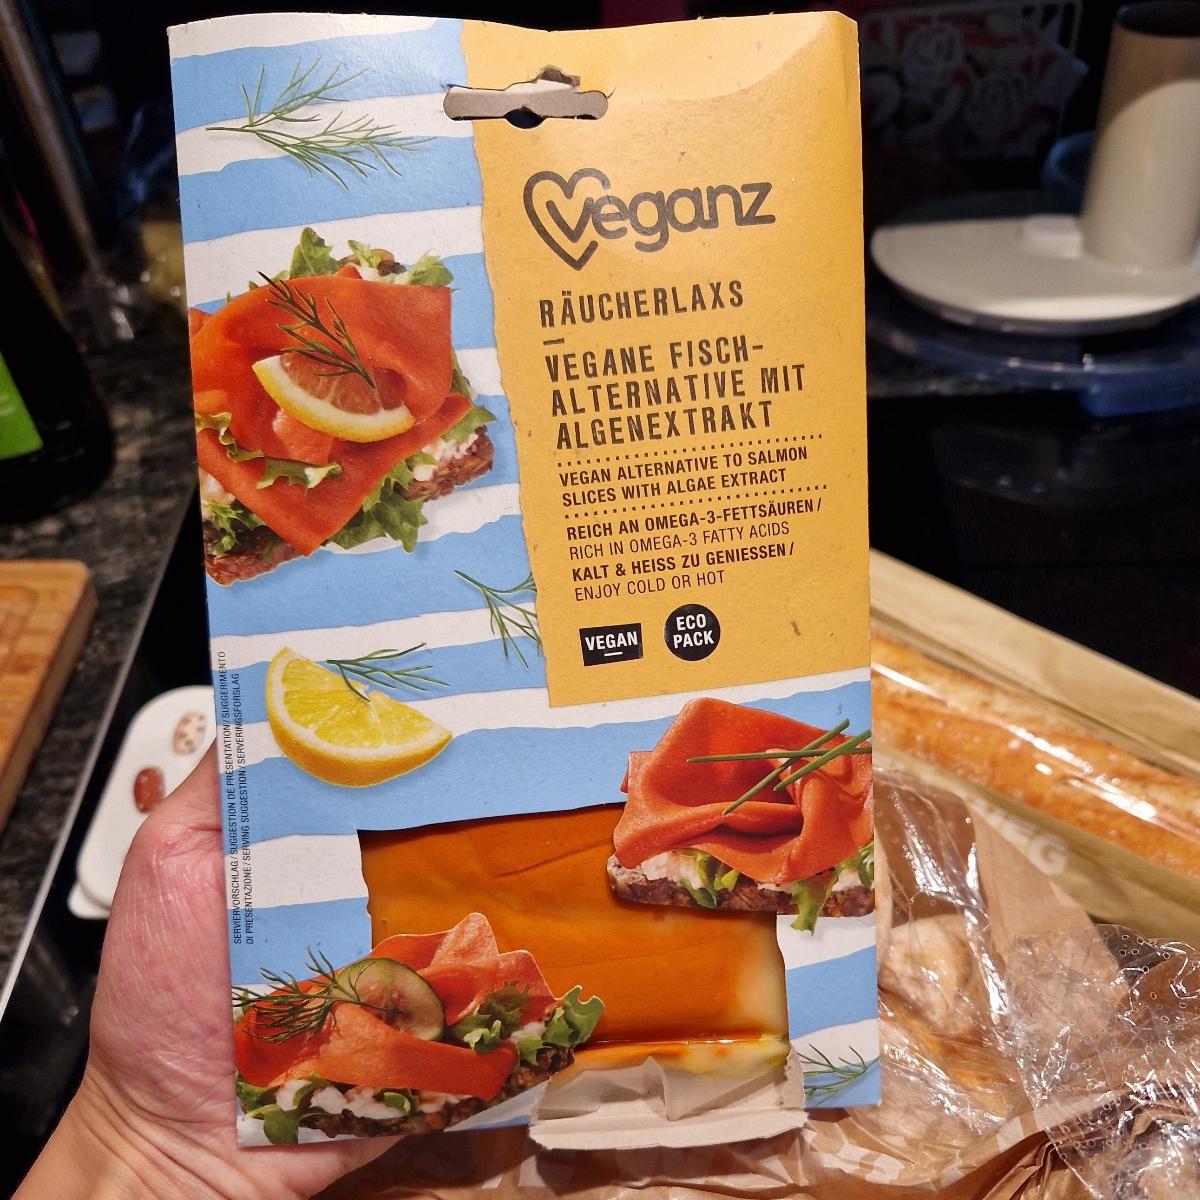 veganz
RÄUCHERLAXS
VEGANE FISCH-
ALTERNATIVE MIT
ALGENEXTRAKT
VEGAN ALTERNATIVE TO SALMON
SLICES WITH ALGAE EXTRACT
REICH AN OMEGA-3-FETTSÄUREN /
RICH IN OMEGA-3 FATTY ACIDS
KALT & HEISS ZU GENIESSEN /
ENJOY COLD OR HOT
VEGAN
ECO
PACK
SERVIERVORSCHLAG / SUGGESTION DE PRÉSENTATION / SUGGERIMENTO
DI PRESENTAZIONE / SERVING SUGGESTION / SERVERINGSFORSLAG